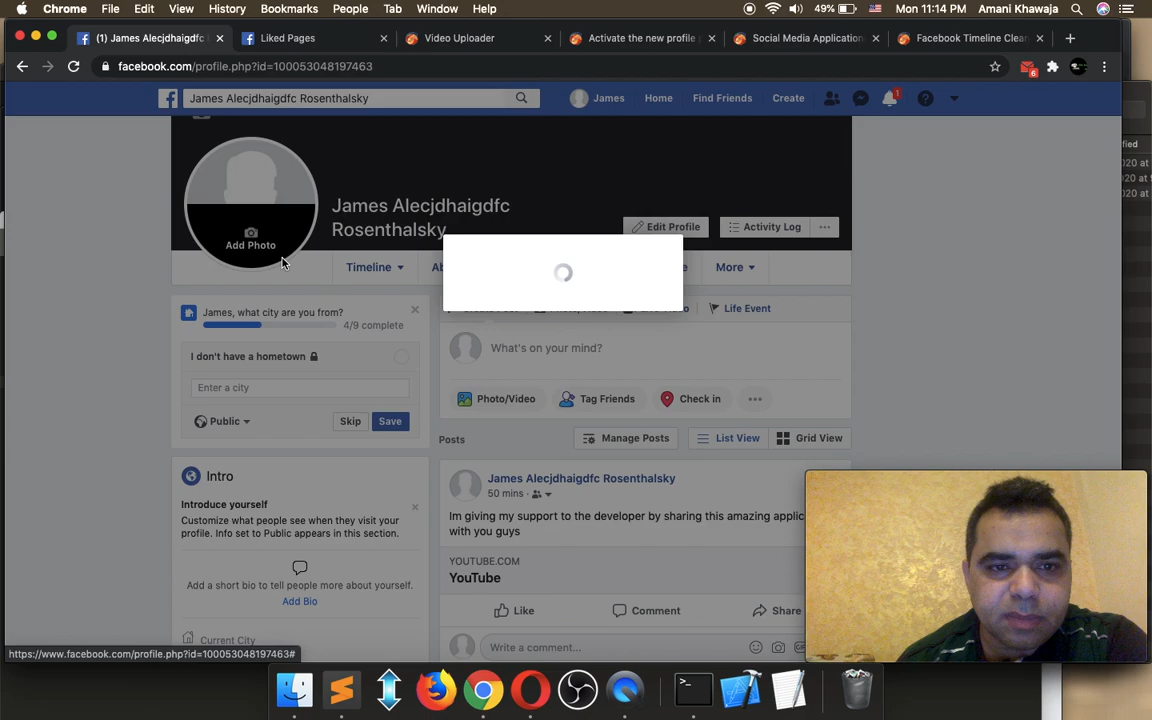 Chrome File Edit View History Bookmarks People Tab Window Help 49% Mon 11:14 PM Amani Khawaja
(1) James Alecjdhaigdfc Liked Pages Video Uploader Activate the new profile Social Media Application Facebook Timeline Clean
facebook.com/profile.php?id=100053048197463 6
James Alecjdhaigdfc Rosenthalsky James Home Find Friends Create 1
James Alecjdhaigdfc
Rosenthalsky
Add Photo
Edit Profile Activity Log
Timeline More
James, what city are you from?
4/9 complete
Life Event
I don't have a hometown
What's on your mind?
Enter a city
Photo/Video Tag Friends Check in
Public Skip Save
Posts Manage Posts List View Grid View
Intro
James Alecjdhaigdfc Rosenthalsky
50 mins
Introduce yourself
Customize what people see when they visit your
profile. Info set to Public appears in this section.
Im giving my support to the developer by sharing this amazing applic
with you guys
YOUTUBE.COM
YouTube
Add a short bio to tell people more about yourself.
Add Bio
Like Comment Share
Current City
Write a comment...
https://www.facebook.com/profile.php?id=100053048197463#